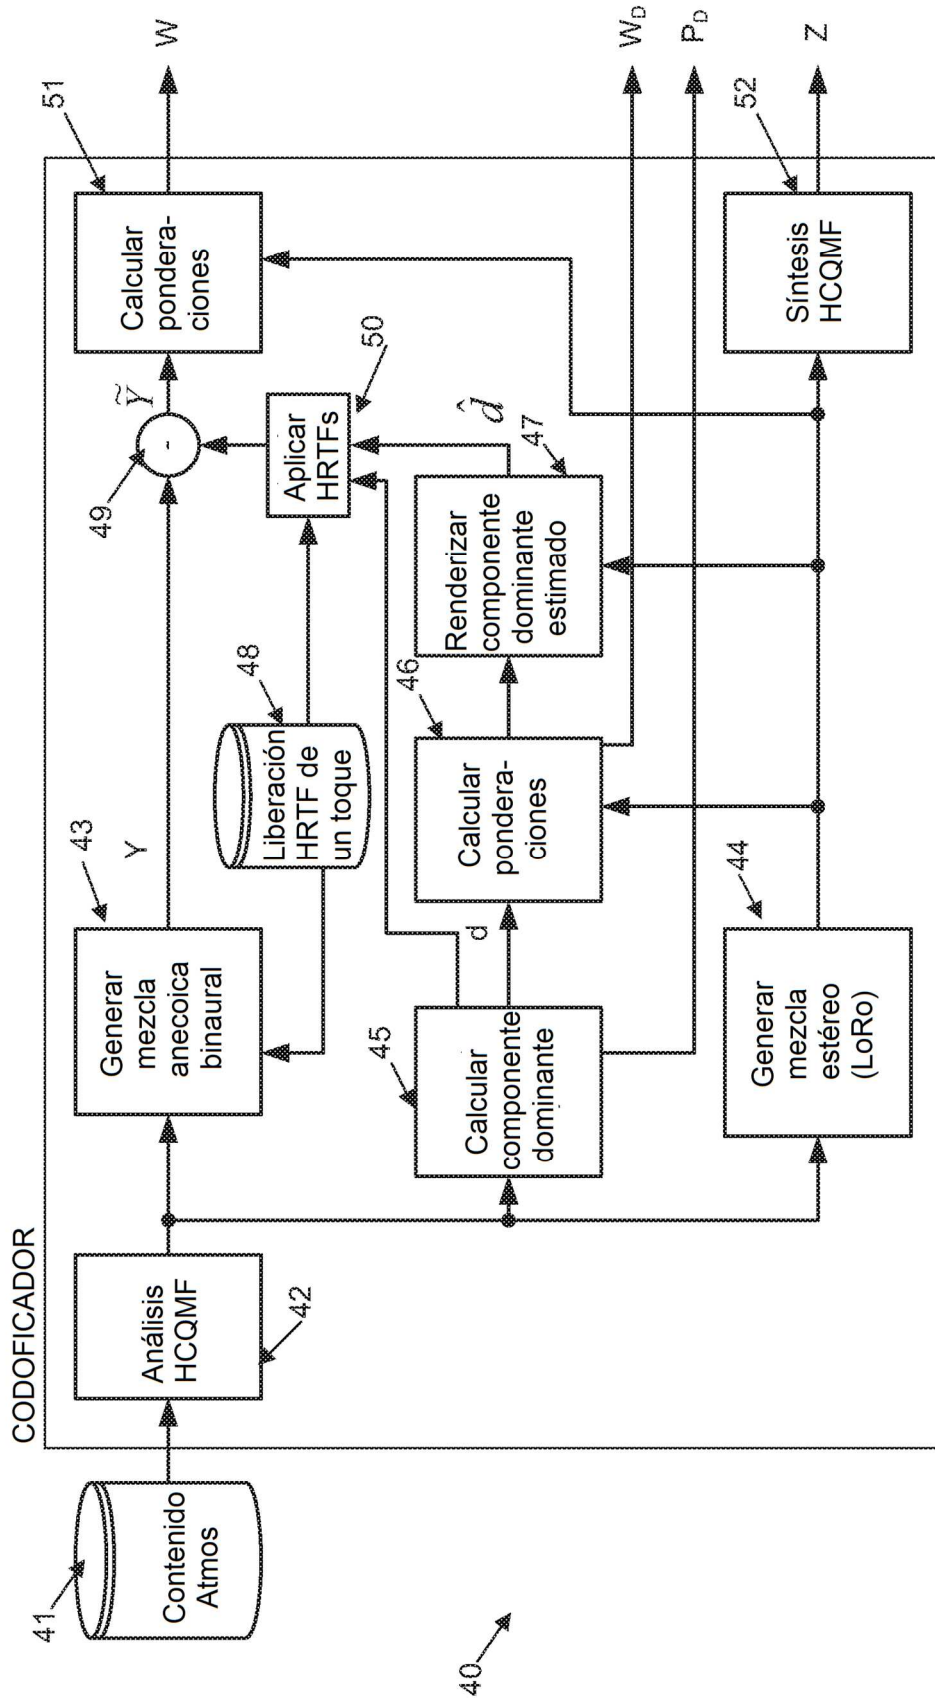 CODOFICADOR
40
41
Contenido
Atmos
Análisis
HCQMF
42
43
Generar
mezcla
anecoica
binaural
Y
49
-
Ỹ
51
Calcular
pondera-
ciones
W
48
Liberación
HRTF de
un toque
50
Aplicar
HRTFs
45
Calcular
componente
dominante
d
46
Calcular
pondera-
ciones
47
Renderizar
componente
dominante
estimado
d̂
W_D
P_D
44
Generar
mezcla
estéreo
(LoRo)
52
Síntesis
HCQMF
Z